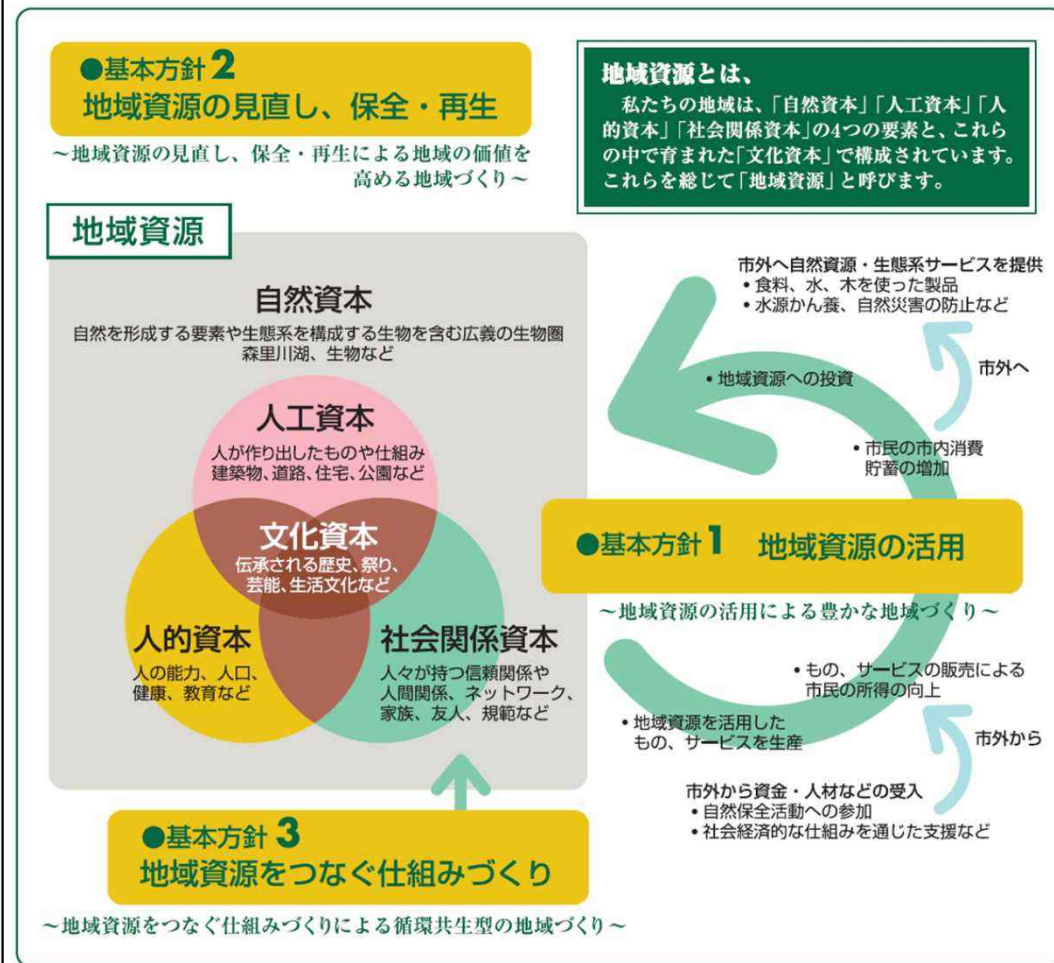 ●基本方針2
地域資源の見直し、保全・再生
～地域資源の見直し、保全・再生による地域の価値を
高める地域づくり～
地域資源とは、
私たちの地域は、「自然資本」「人工資本」「人
的資本」「社会関係資本」の4つの要素と、これら
の中で育まれた「文化資本」で構成されています。
これらを総じて「地域資源」と呼びます。
地域資源
自然資本
自然を形成する要素や生態系を構成する生物を含む広義の生物圏
森里川湖、生物など
人工資本
人が作り出したものや仕組み
建築物、道路、住宅、公園など
文化資本
伝承される歴史、祭り、
芸能、生活文化など
人的資本
人の能力、人口、
健康、教育など
社会関係資本
人々が持つ信頼関係や
人間関係、ネットワーク、
家族、友人、規範など
市外へ自然資源・生態系サービスを提供
• 食料、水、木を使った製品
• 水源かん養、自然災害の防止など
市外へ
• 地域資源への投資
• 市民の市内消費
貯蓄の増加
●基本方針1 地域資源の活用
～地域資源の活用による豊かな地域づくり～
• もの、サービスの販売による
市民の所得の向上
• 地域資源を活用した
もの、サービスを生産
市外から
市外から資金・人材などの受入
• 自然保全活動への参加
• 社会経済的な仕組みを通じた支援など
●基本方針3
地域資源をつなぐ仕組みづくり
～地域資源をつなぐ仕組みづくりによる循環共生型の地域づくり～